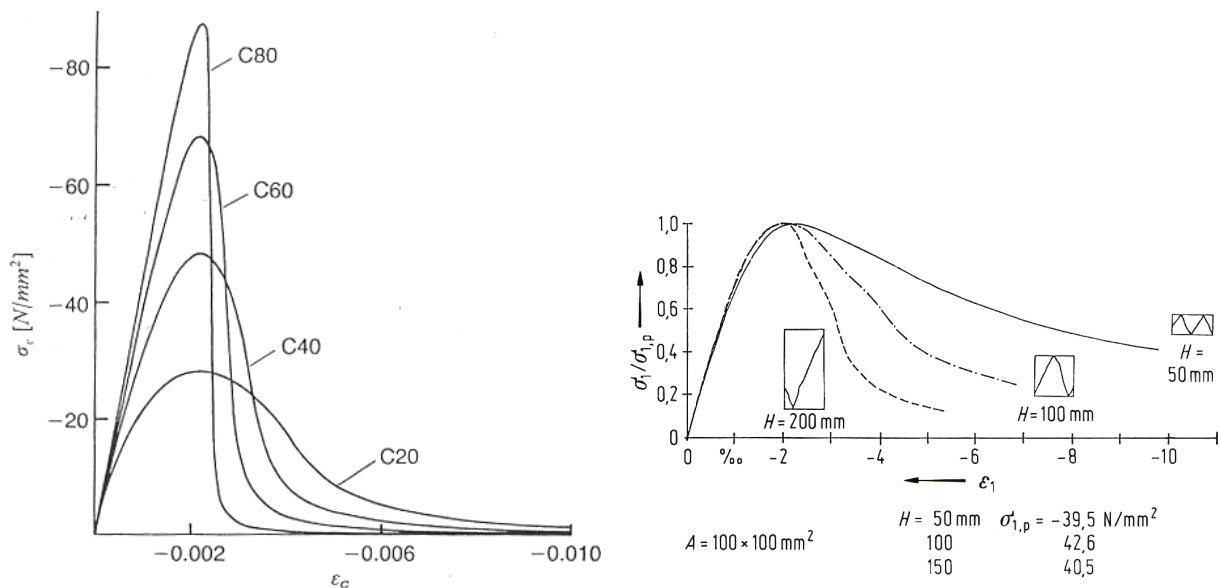 C80
−80
−60
C60
σc [N/mm²]
−40
C40
−20
C20
−0.002
−0.006
−0.010
εc
1,0
0,8
0,6
0,4
0,2
0
σ1/σ1,p
H = 200 mm
H = 100 mm
H =
50 mm
0
‰
−2
−4
−6
−8
−10
ε1
H = 50 mm σ1,p = −39,5 N/mm²
A = 100 × 100 mm² 100 42,6
150 40,5